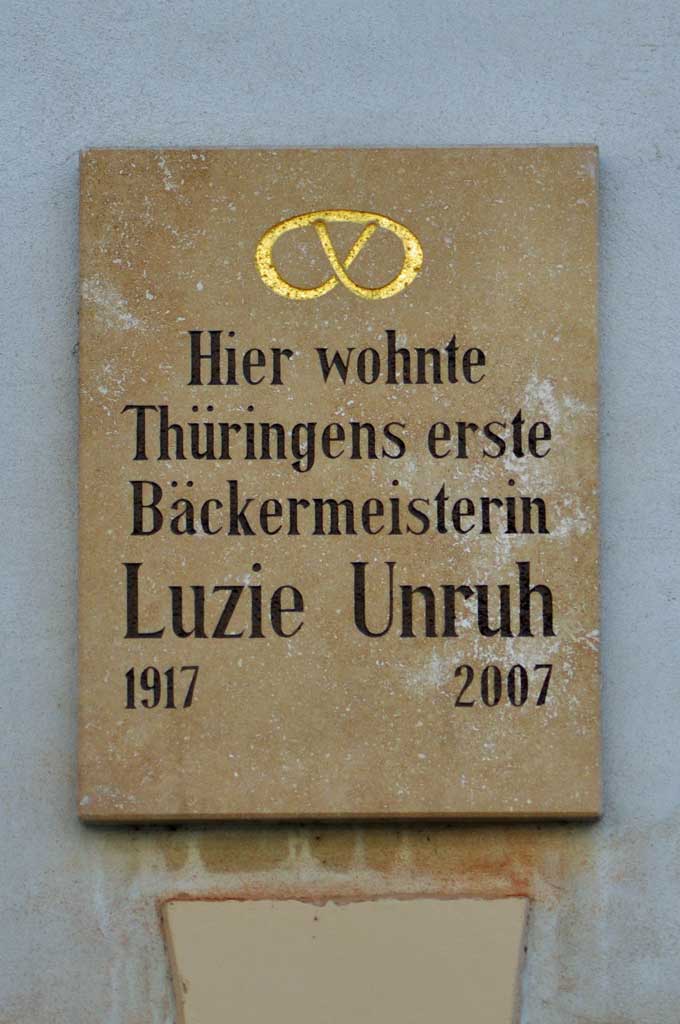 Hier wohnte
Thüringens erste
Bäckermeisterin
Luzie Unruh
1917 2007